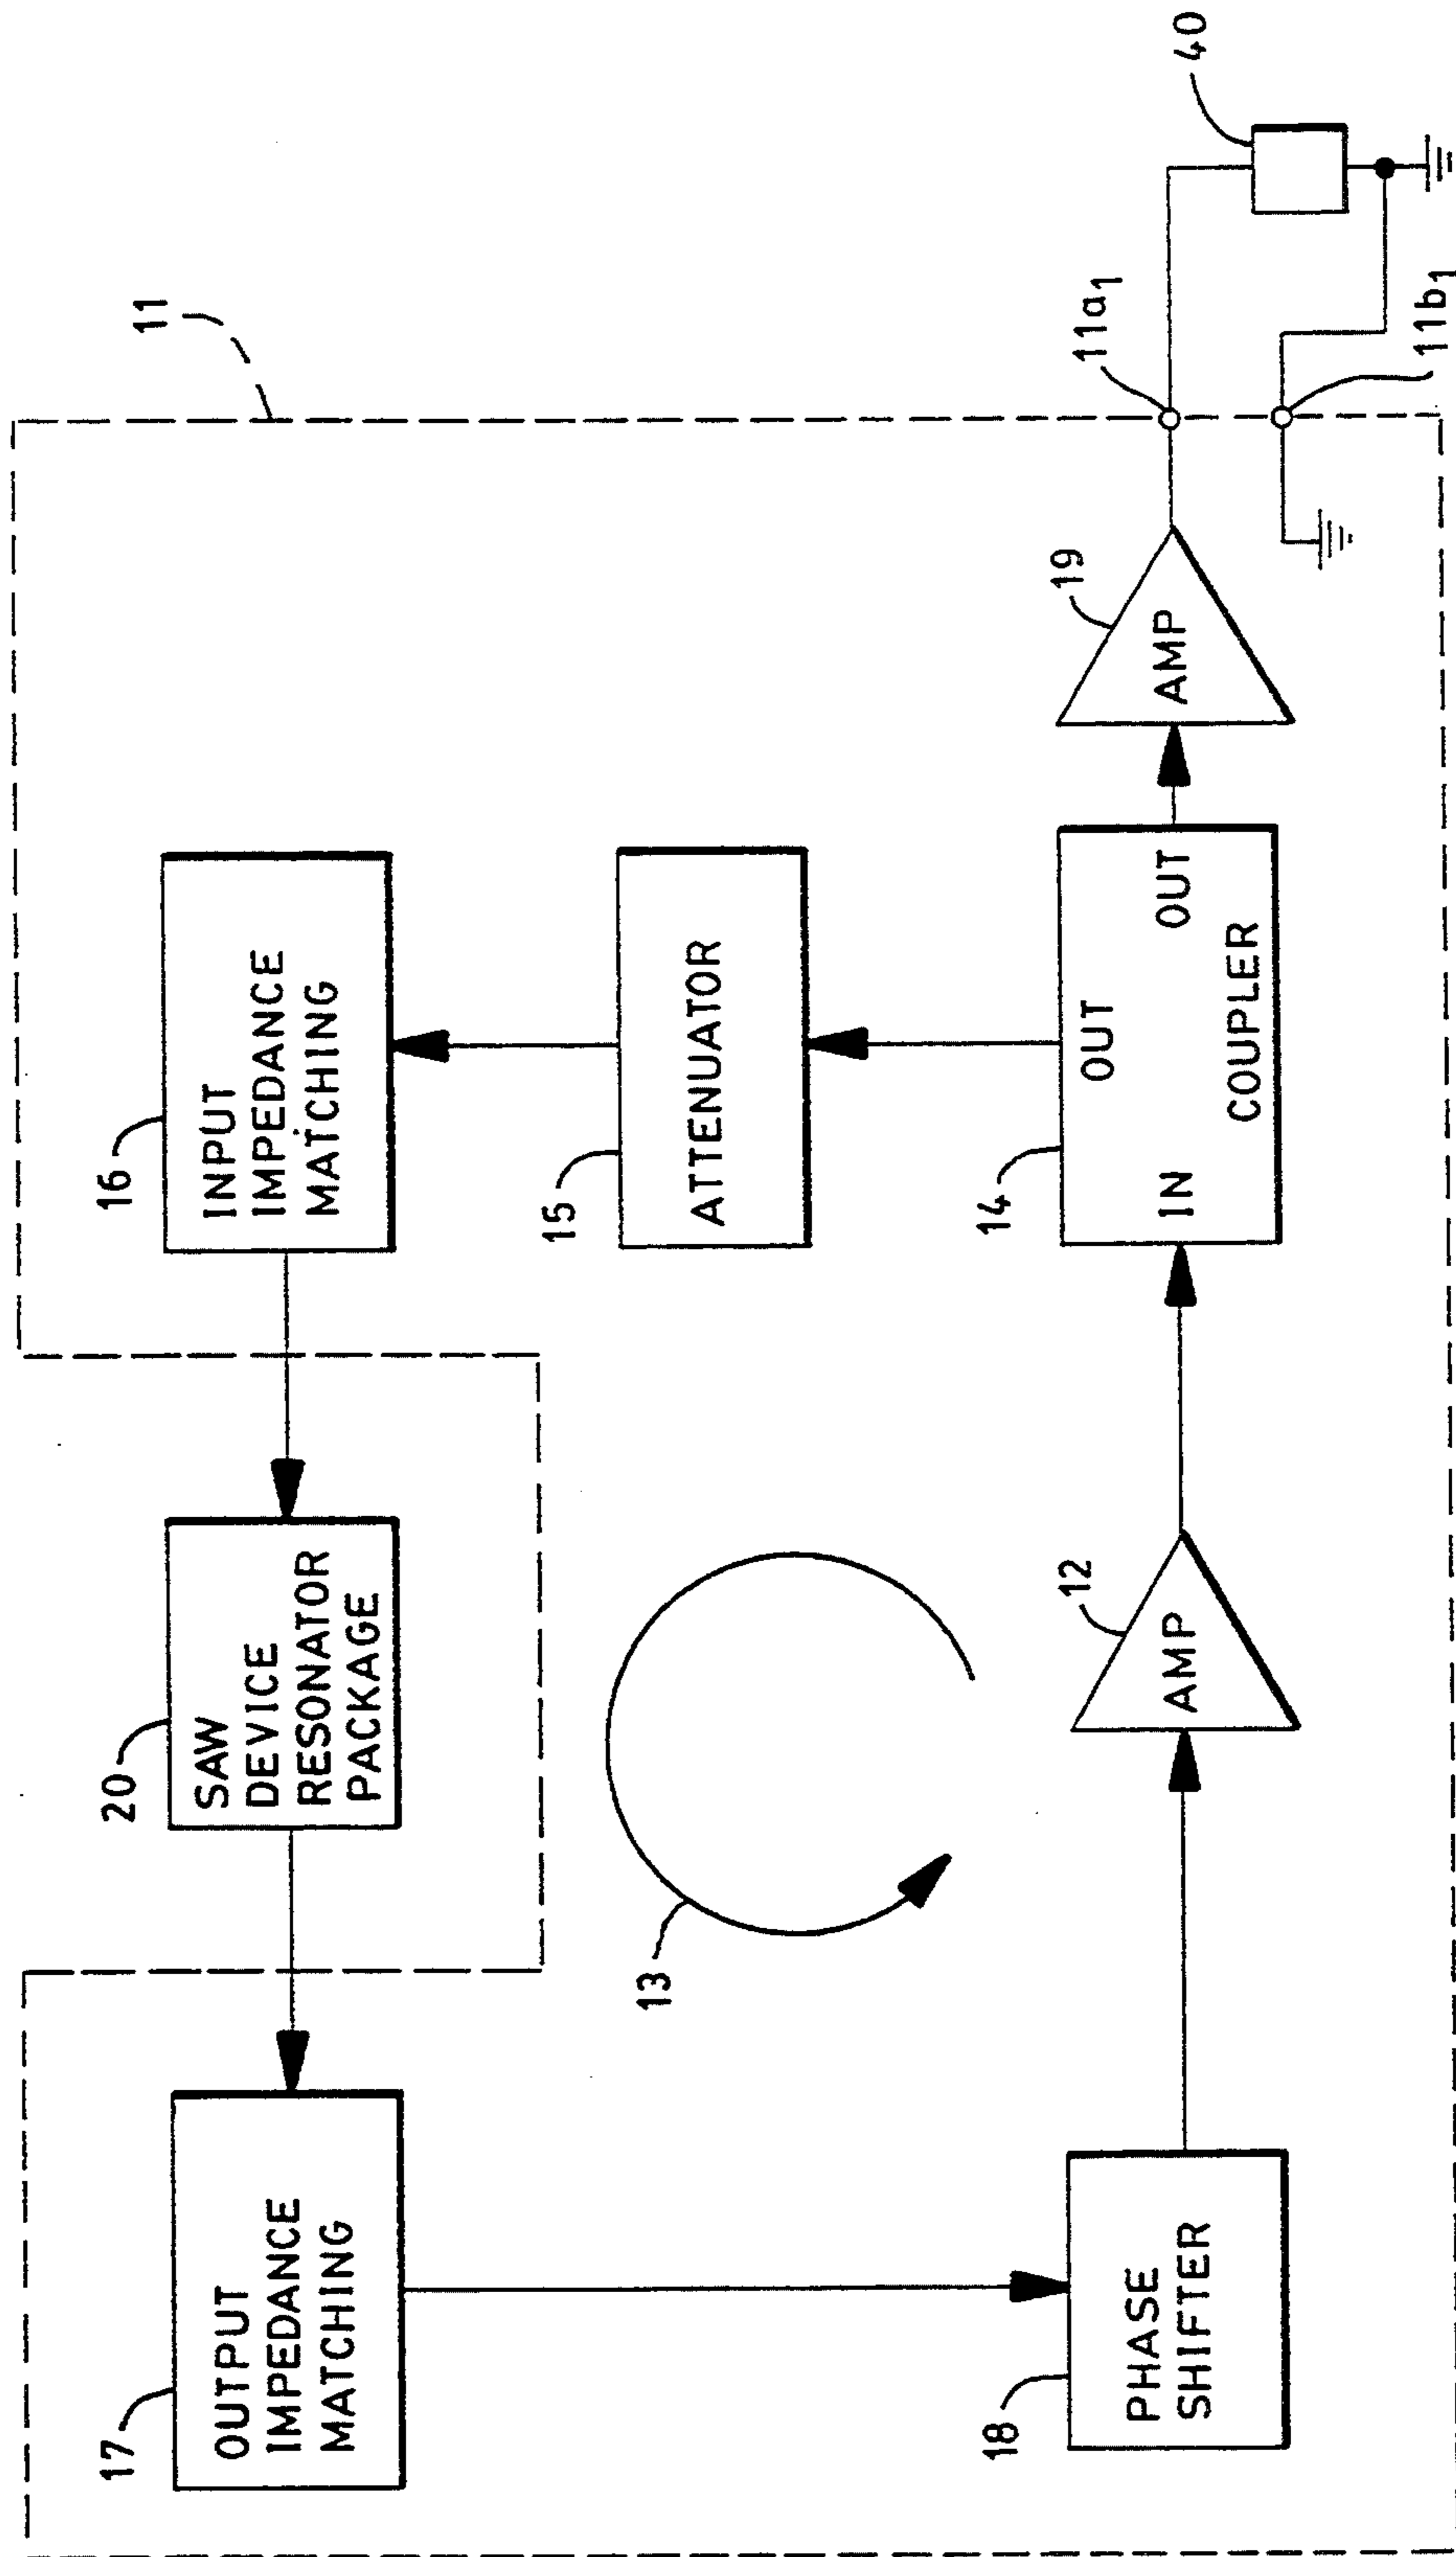 11
17
OUTPUT
IMPEDANCE
MATCHING
20
SAW
DEVICE
RESONATOR
PACKAGE
16
INPUT
IMPEDANCE
MATCHING
13
15
ATTENUATOR
18
PHASE
SHIFTER
12
AMP
14
OUT
IN
OUT
COUPLER
19
AMP
11a1
11b1
40